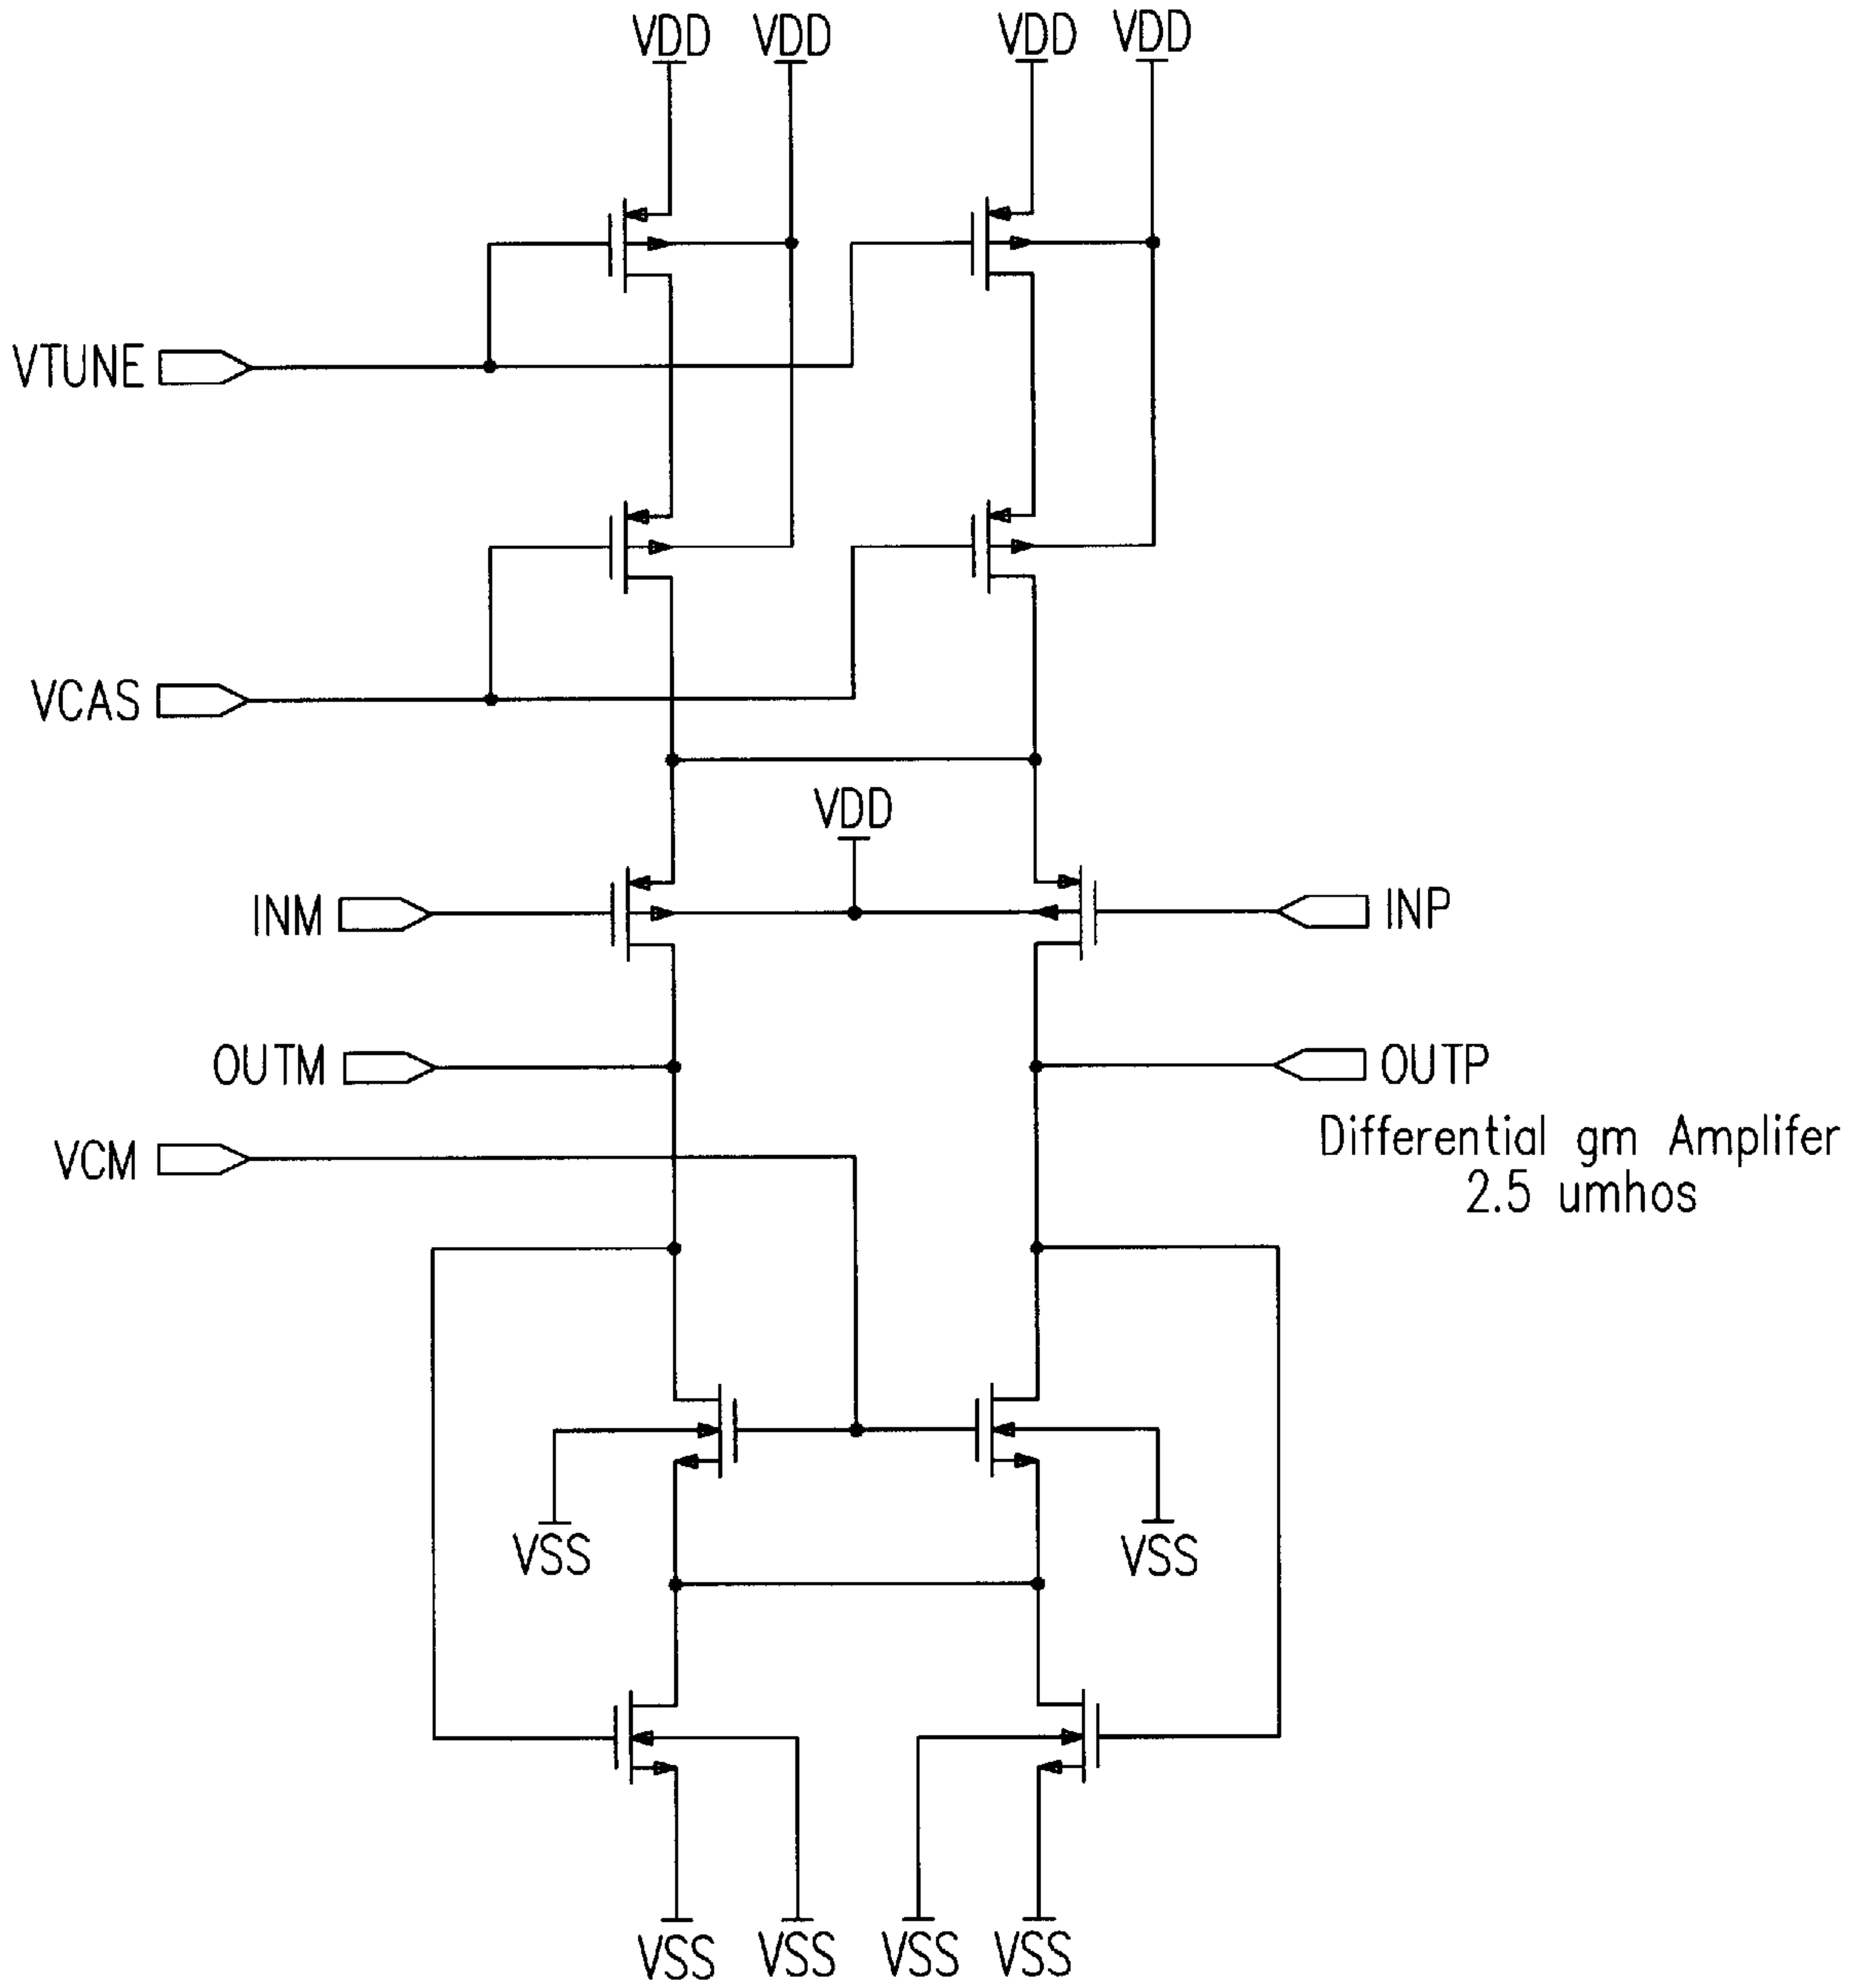 VDD VDD VDD VDD
VTUNE
VCAS
VDD
INM INP
OUTM OUTP
Differential gm Amplifer
2.5 umhos
VCM
VSS VSS
VSS VSS VSS VSS